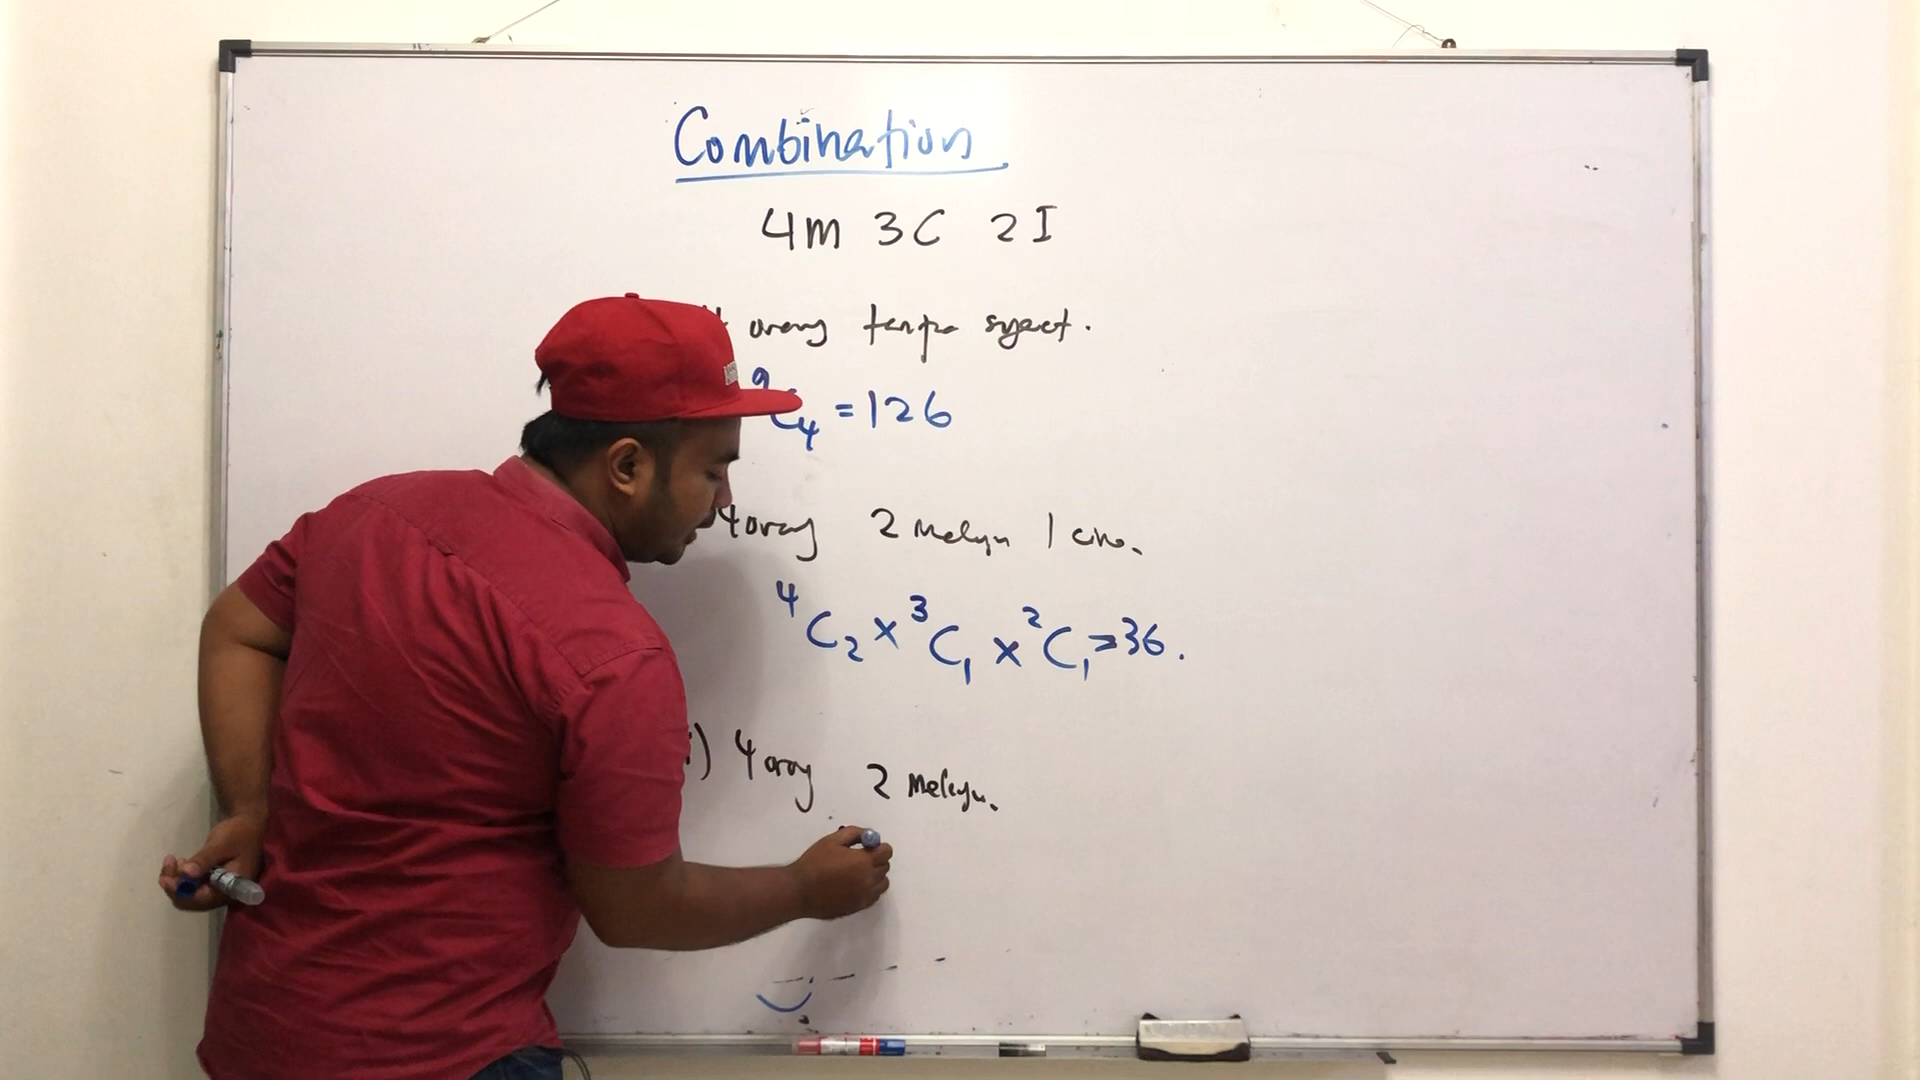 Combination
4m 3C 2I
orang tanpa syarat.
9C4 = 126
4 orang 2 melayu 1 cina.
4C2 x 3C1 x 2C1 = 36.
) 4 orang 2 melayu.